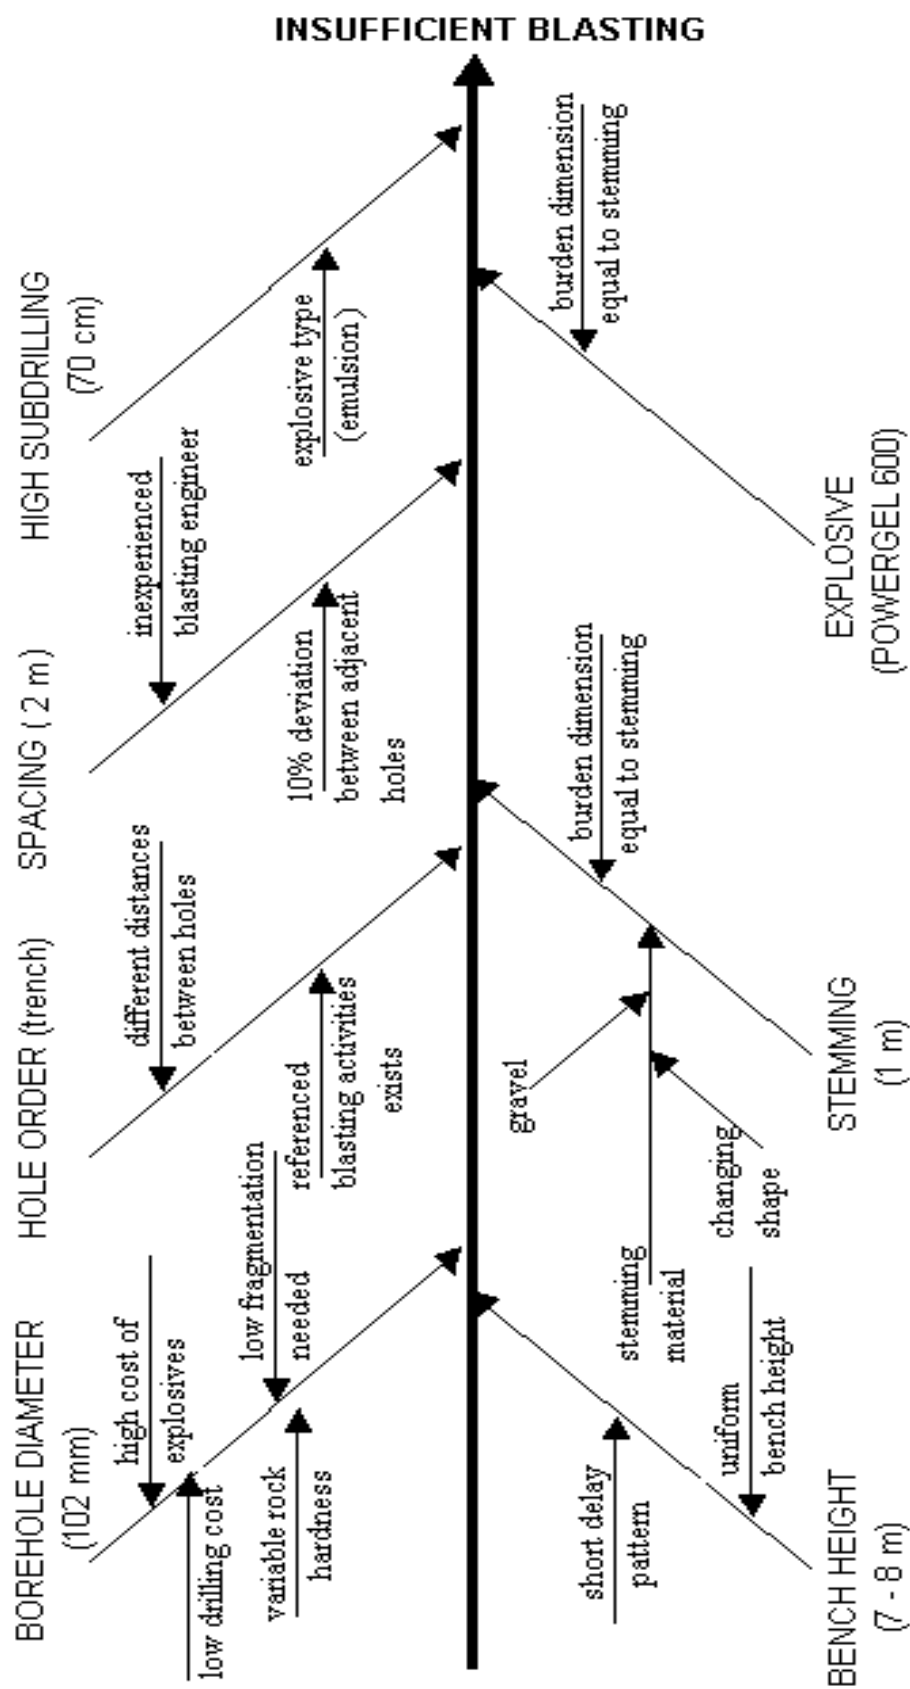 INSUFFICIENT BLASTING
BOREHOLE DIAMETER
(102 mm)
high cost of
explosives
low drilling cost
low fragmentation
needed
variable rock
hardness
HOLE ORDER (trench)
different distances
between holes
referenced
blasting activities
exists
SPACING ( 2 m)
inexperienced
blasting engineer
10% deviation
between adjacent
holes
HIGH SUBDRILLING
(70 cm)
explosive type
(emulsion)
BENCH HEIGHT
(7 - 8 m)
short delay
pattern
uniform
bench height
STEMMING
(1 m)
burden dimension
equal to stemming
gravel
stemming
material
changing
shape
EXPLOSIVE
(POWERGEL 600)
burden dimension
equal to stemming